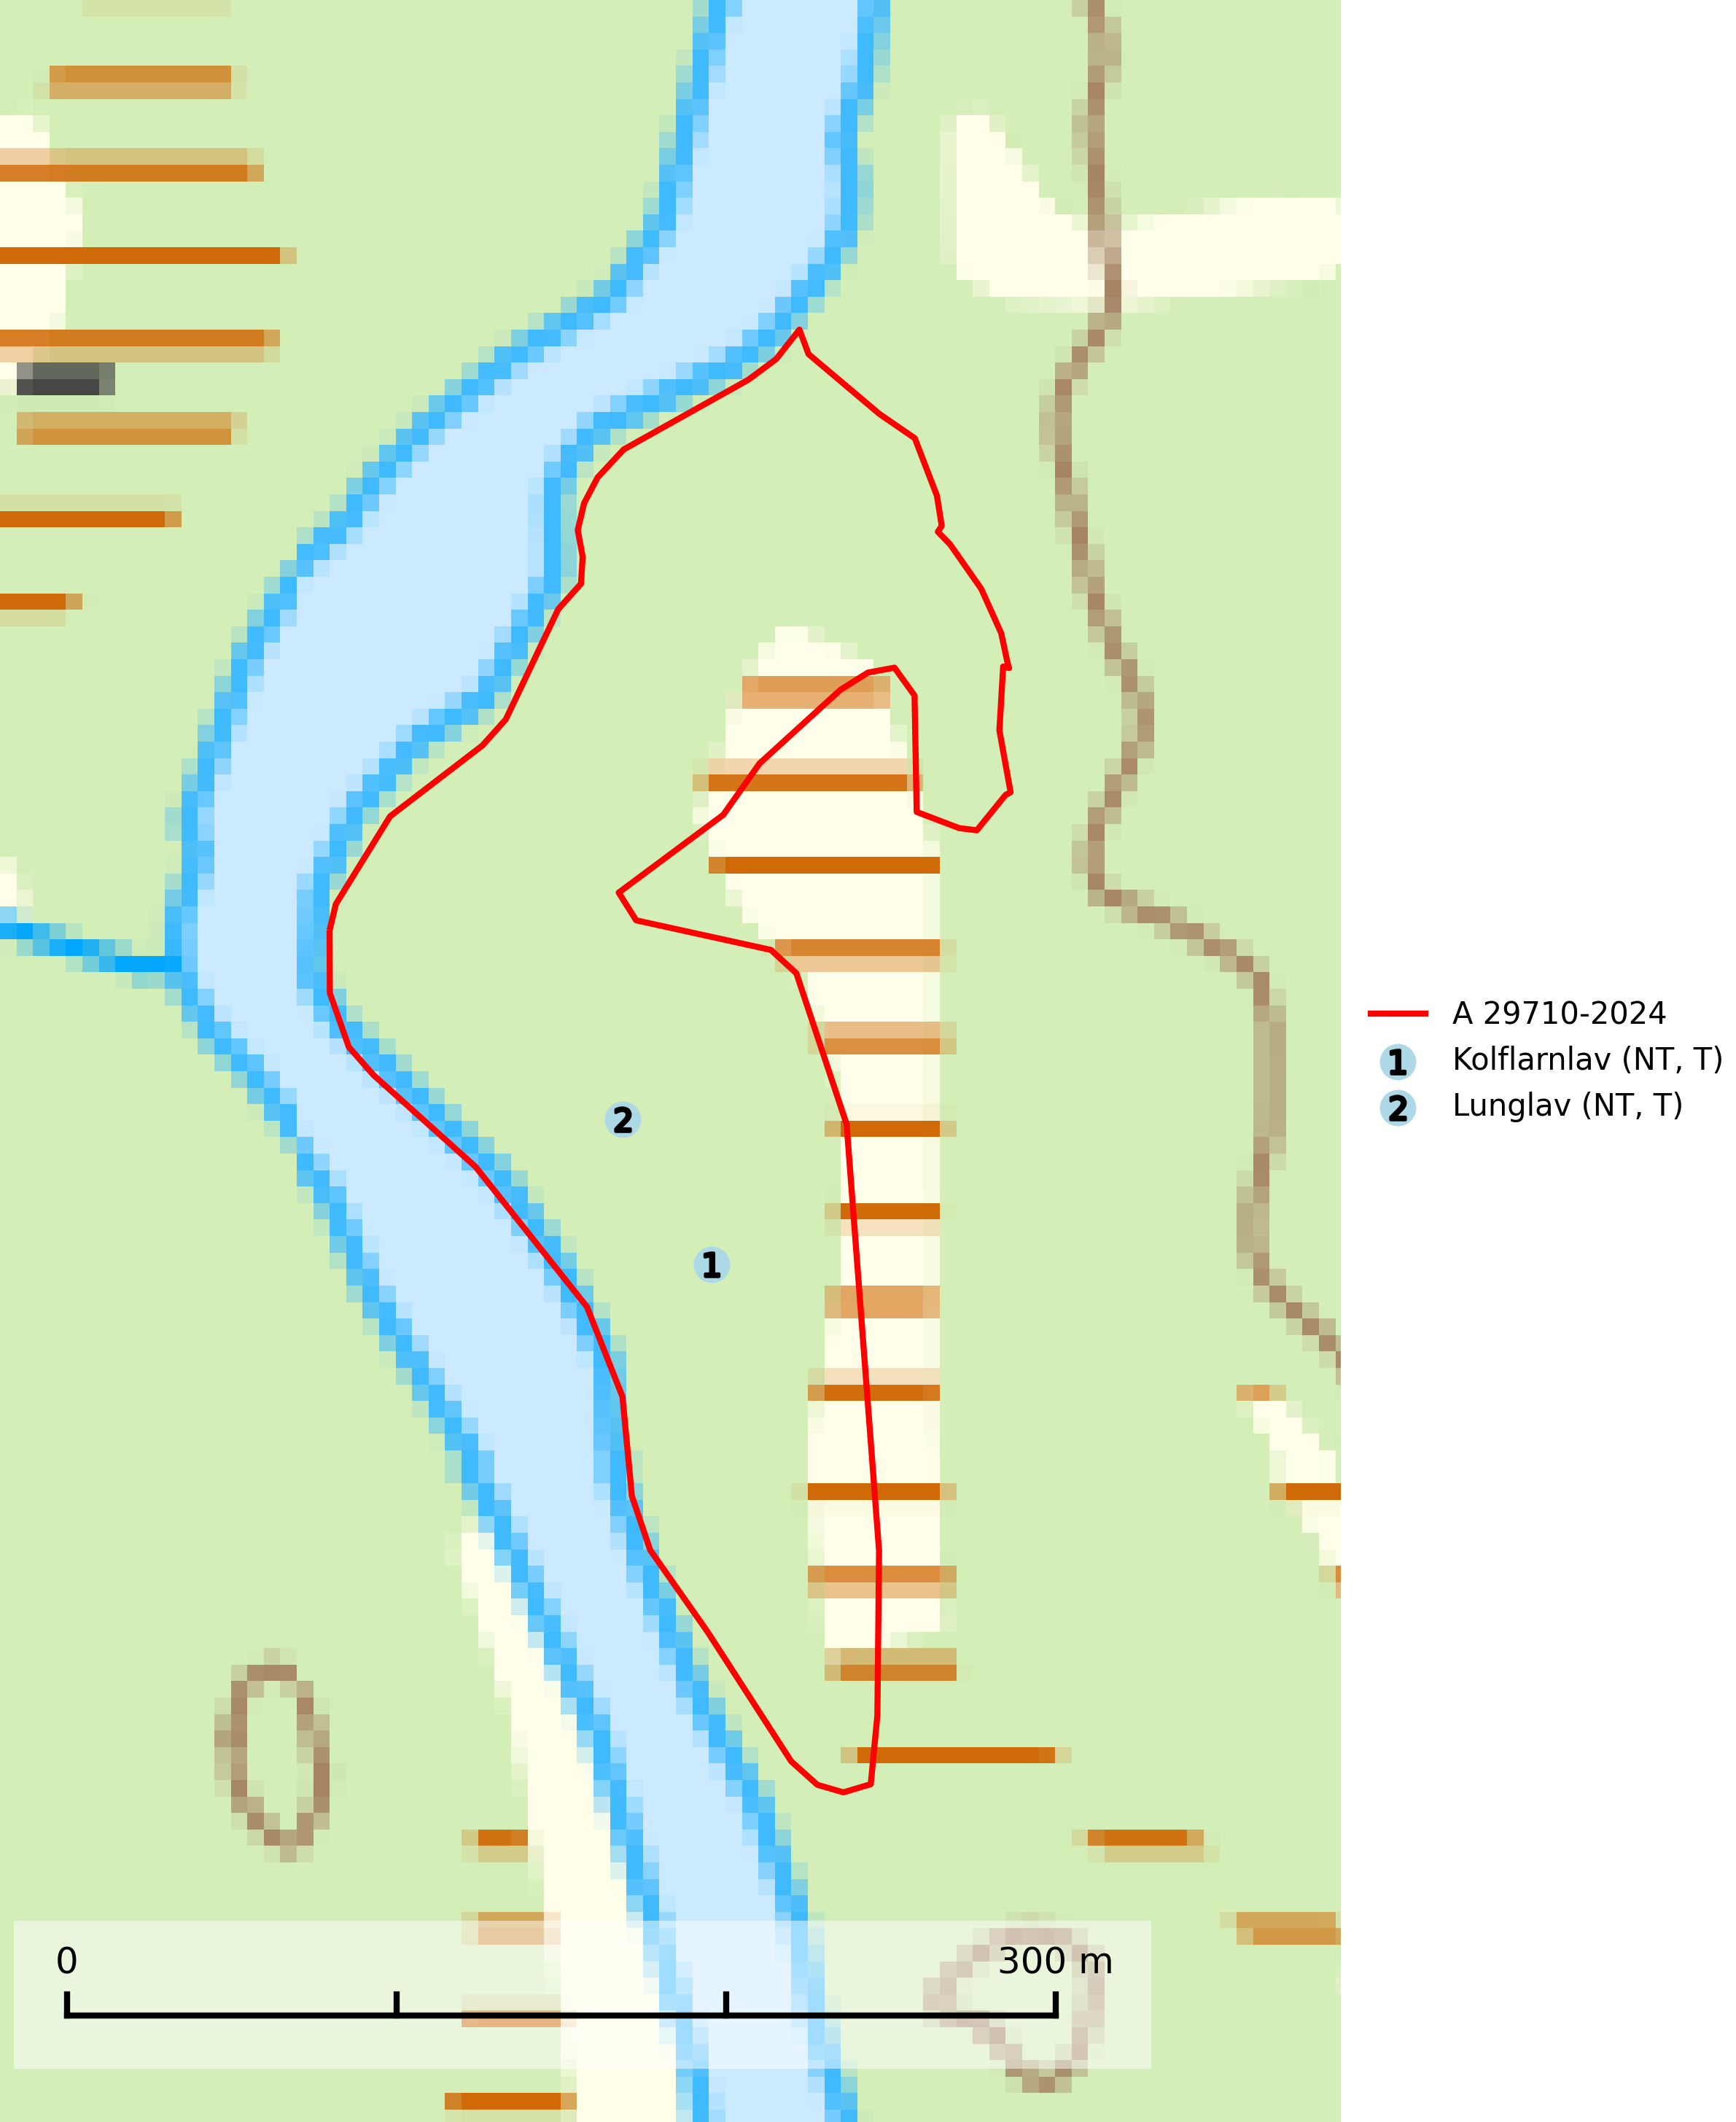 A 29710-2024
1 Kolflarnlav (NT, T)
2 Lunglav (NT, T)
2
1
0 300 m